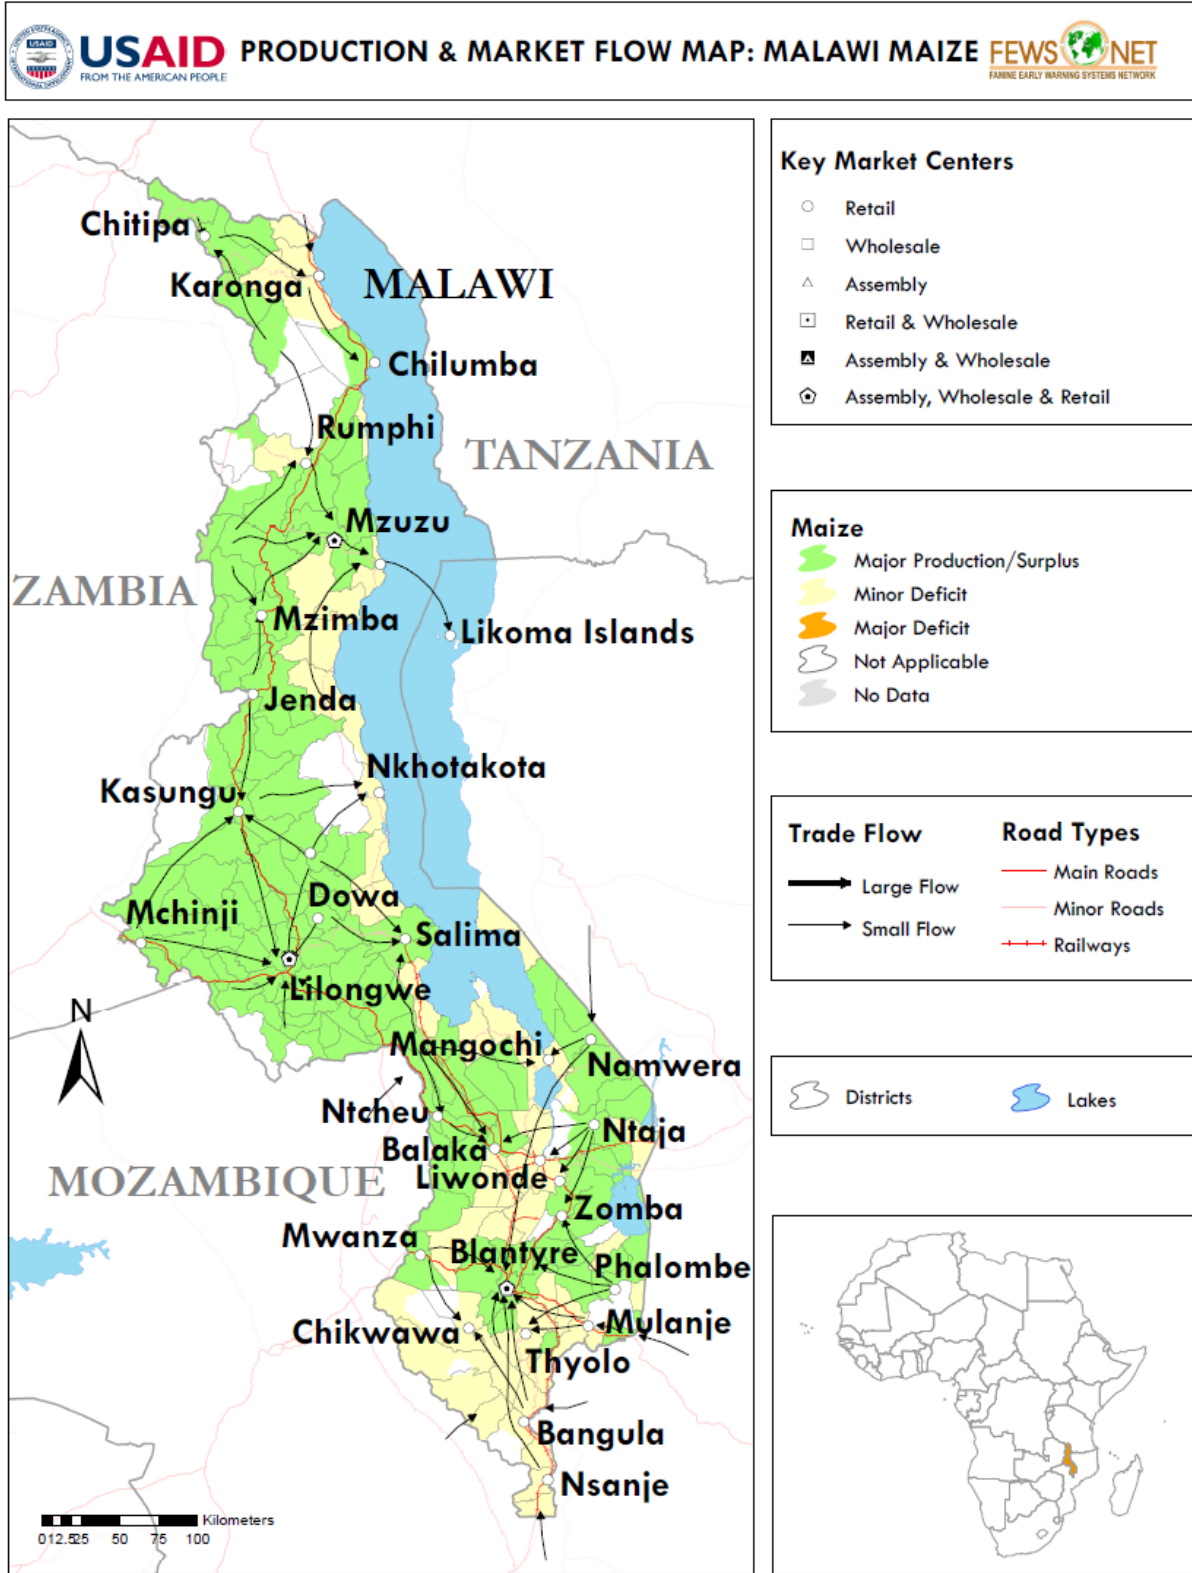 USAID
FROM THE AMERICAN PEOPLE
PRODUCTION & MARKET FLOW MAP: MALAWI MAIZE
FEWS NET
FAMINE EARLY WARNING SYSTEMS NETWORK
Chitipa
Karonga
MALAWI
Chilumba
Rumphi
TANZANIA
Mzuzu
ZAMBIA
Mzimba
Likoma Islands
Jenda
Nkhotakota
Kasungu
Dowa
Mchinji
Salima
Lilongwe
N
Mangochi
Namwera
Ntcheu
Ntaja
Balaka
Liwonde
MOZAMBIQUE
Zomba
Mwanza
Blantyre
Phalombe
Chikwawa
Mulanje
Thyolo
Bangula
Nsanje
Kilometers
012.525 50 75 100
Key Market Centers
Retail
Wholesale
Assembly
Retail & Wholesale
Assembly & Wholesale
Assembly, Wholesale & Retail
Maize
Major Production/Surplus
Minor Deficit
Major Deficit
Not Applicable
No Data
Trade Flow
Large Flow
Small Flow
Road Types
Main Roads
Minor Roads
Railways
Districts
Lakes